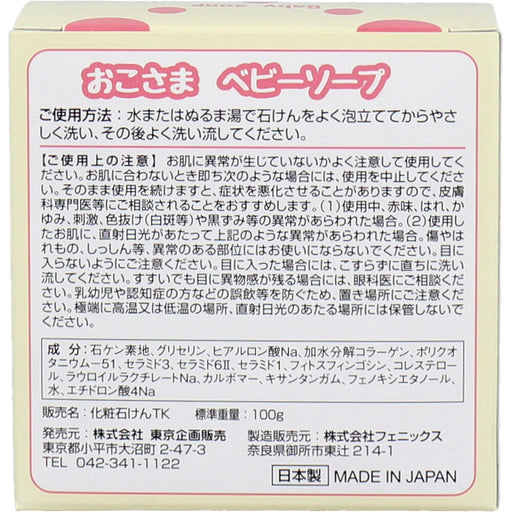 Baby soap
Baby soap
おこさま ベビーソープ
ご使用方法：水またはぬるま湯で石けんをよく泡立ててからやさ
しく洗い、その後よく洗い流してください。
【ご使用上の注意】 お肌に異常が生じていないかよく注意して使用してく
ださい。お肌に合わないとき即ち次のような場合には、使用を中止してください。
そのまま使用を続けますと、症状を悪化させることがありますので、皮膚
科専門医等にご相談されることをおすすめします。（1）使用中、赤味、はれ、か
ゆみ、刺激、色抜け（白斑等）や黒ずみ等の異常があらわれた場合。（2）使用し
たお肌に、直射日光があたって上記のような異常があらわれた場合。傷やは
れもの、しっしん等、異常のある部位にはお使いにならないでください。目に
入らないようにご注意ください。目に入った場合は、こすらずに直ちに洗い
流してください。すすいでも目に異物感が残る場合には、眼科医にご相談くだ
さい。乳幼児や認知症の方などの誤飲等を防ぐため、置き場所にご注意くださ
い。極端に高温又は低温の場所、直射日光のあたる場所には保管しないで
ください。
成 分：石ケン素地、グリセリン、ヒアルロン酸Na、加水分解コラーゲン、ポリクオ
タニウム－51、セラミド3、セラミド6Ⅱ、セラミド1、フィトスフィンゴシン、コレステロー
ル、ラウロイルラクチレートNa、カルボマー、キサンタンガム、フェノキシエタノール、
水、エチドロン酸4Na
販売名：化粧石けんTK 標準重量：100g
発売元：株式会社 東京企画販売
東京都小平市大沼町2-47-3
TEL 042-341-1122
製造販売元：株式会社フェニックス
奈良県御所市東辻 214-1
日本製 MADE IN JAPAN